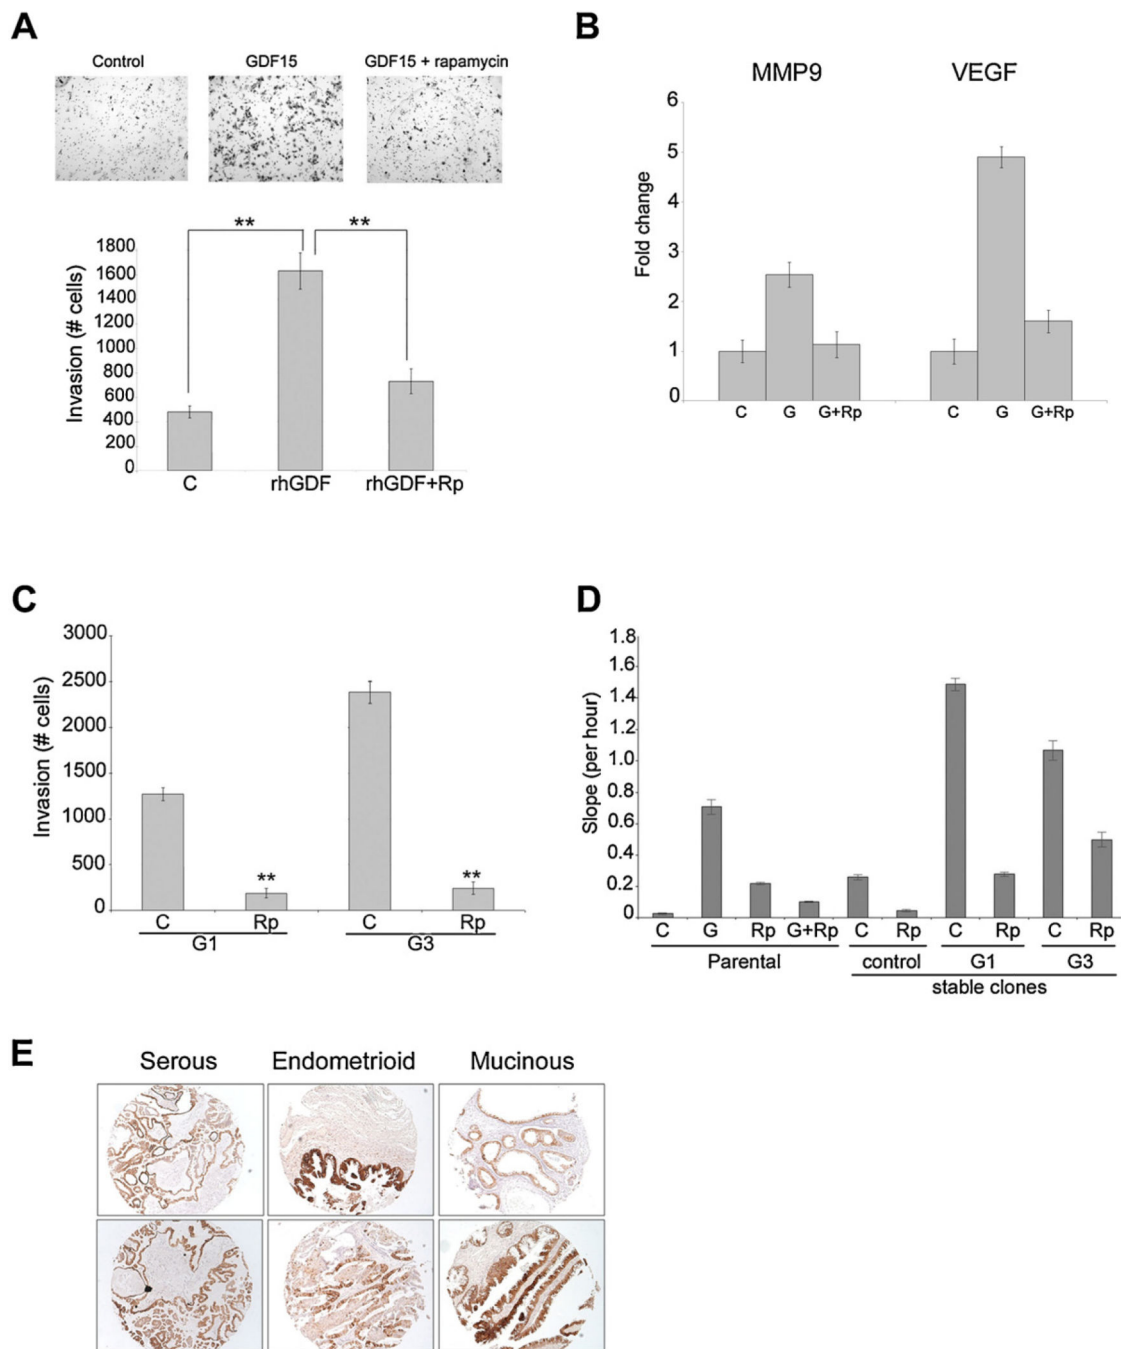 A
Control GDF15 GDF15 + rapamycin
** **
Invasion (# cells)
1800
1600
1400
1200
1000
800
600
400
200
0
C rhGDF rhGDF+Rp
B
MMP9 VEGF
Fold change
6
5
4
3
2
1
0
C G G+Rp C G G+Rp
C
Invasion (# cells)
3000
2500
2000
1500
1000
500
0
** **
C Rp C Rp
G1 G3
D
Slope (per hour)
1.8
1.6
1.4
1.2
1.0
0.8
0.6
0.4
0.2
0
C G Rp G+Rp C Rp C Rp C Rp
Parental control G1 G3
stable clones
E
Serous Endometrioid Mucinous